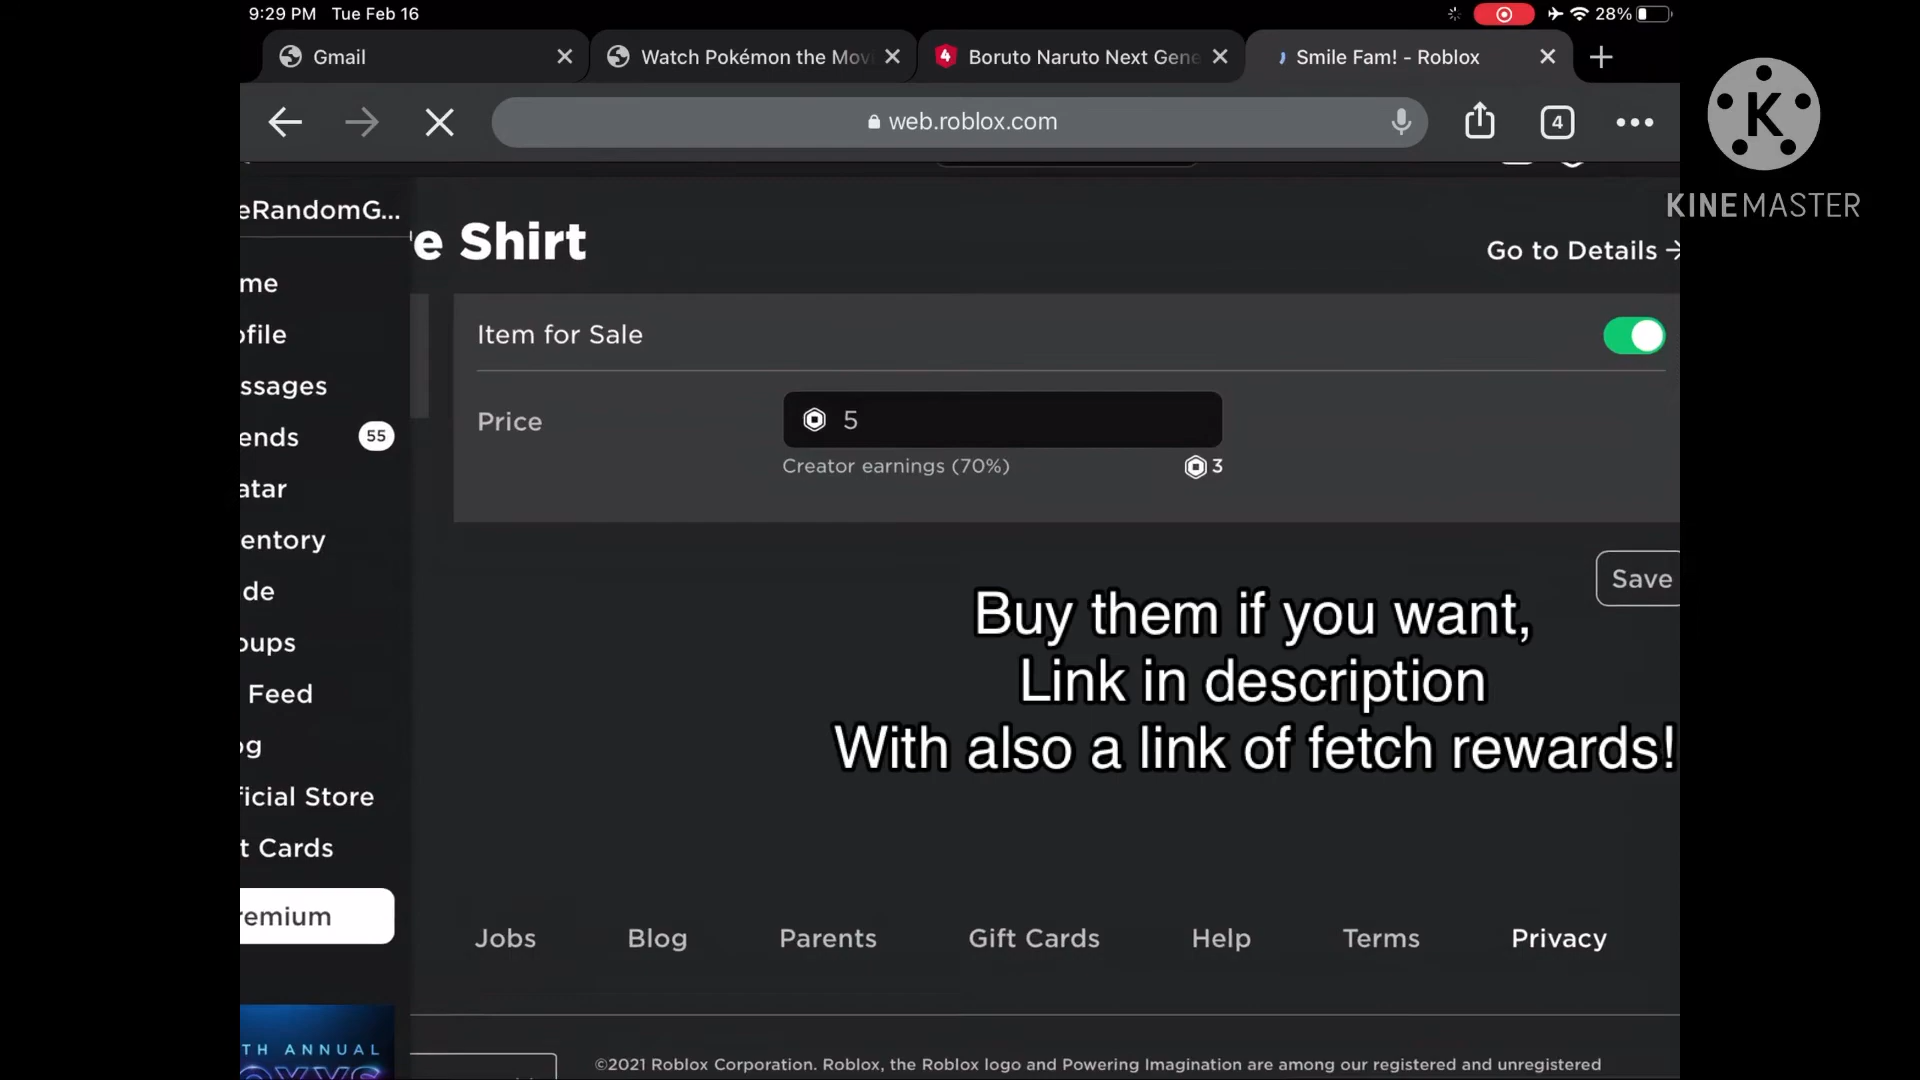 9:29 PM Tue Feb 16
28%
Gmail
Watch Pokémon the Movi
4
Boruto Naruto Next Gene
Smile Fam! - Roblox
web.roblox.com
4
K
KINEMASTER
eRandomG...
e Shirt
Go to Details
me
ofile
ssages
ends
55
atar
entory
de
oups
Feed
og
ficial Store
t Cards
remium
Item for Sale
Price
5
Creator earnings (70%)
3
Save
Buy them if you want,
Link in description
With also a link of fetch rewards!
Jobs Blog Parents Gift Cards Help Terms Privacy
TH ANNUAL
OXYS
©2021 Roblox Corporation. Roblox, the Roblox logo and Powering Imagination are among our registered and unregistered